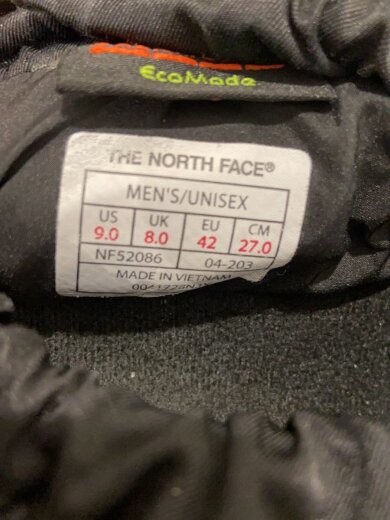 EcoMade
THE NORTH FACE®
MEN'S/UNISEX
US UK EU CM
9.0 8.0 42 27.0
NF52086 04-203
MADE IN VIETNAM